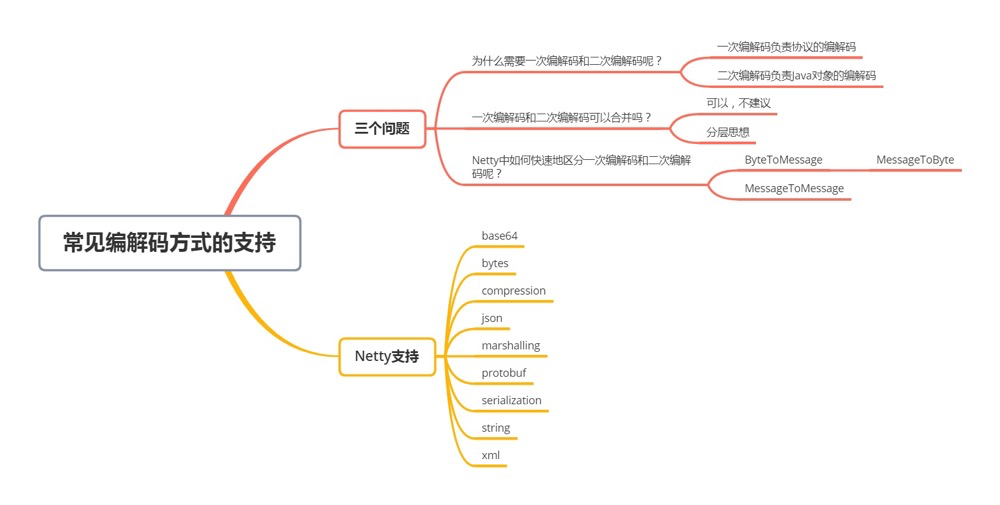 常见编解码方式的支持
三个问题
为什么需要一次编解码和二次编解码呢？
一次编解码负责协议的编解码
二次编解码负责Java对象的编解码
一次编解码和二次编解码可以合并吗？
可以，不建议
分层思想
Netty中如何快速地区分一次编解码和二次编解
码呢？
ByteToMessage
MessageToByte
MessageToMessage
Netty支持
base64
bytes
compression
json
marshalling
protobuf
serialization
string
xml